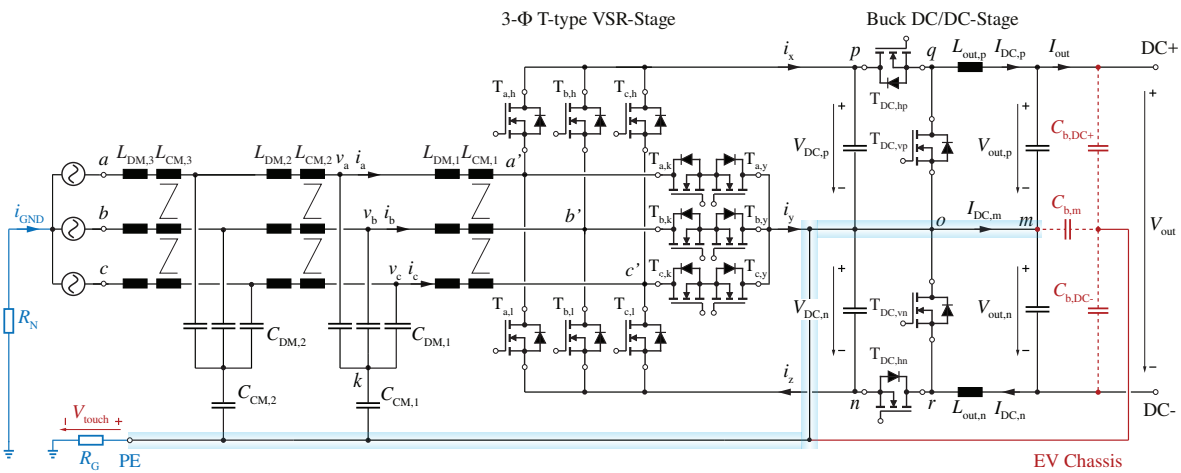 3-Φ T-type VSR-Stage
Buck DC/DC-Stage
i_x
p
q
L_out,p
I_DC,p
I_out
DC+
T_a,h
T_b,h
T_c,h
T_DC,hp
V_DC,p
T_DC,vp
V_out,p
C_b,DC+
L_DM,3
L_CM,3
L_DM,2
L_CM,2
v_a
i_a
L_DM,1
L_CM,1
a
a'
T_a,k
T_a,y
i_GND
b
v_b
i_b
b'
T_b,k
T_b,y
i_y
o
I_DC,m
m
C_b,m
V_out
c
v_c
i_c
c'
T_c,k
T_c,y
R_N
C_DM,2
C_DM,1
T_a,l
T_b,l
T_c,l
V_DC,n
T_DC,vn
V_out,n
C_b,DC-
T_DC,hn
k
i_z
n
r
L_out,n
I_DC,n
DC-
C_CM,2
C_CM,1
V_touch
R_G
PE
EV Chassis